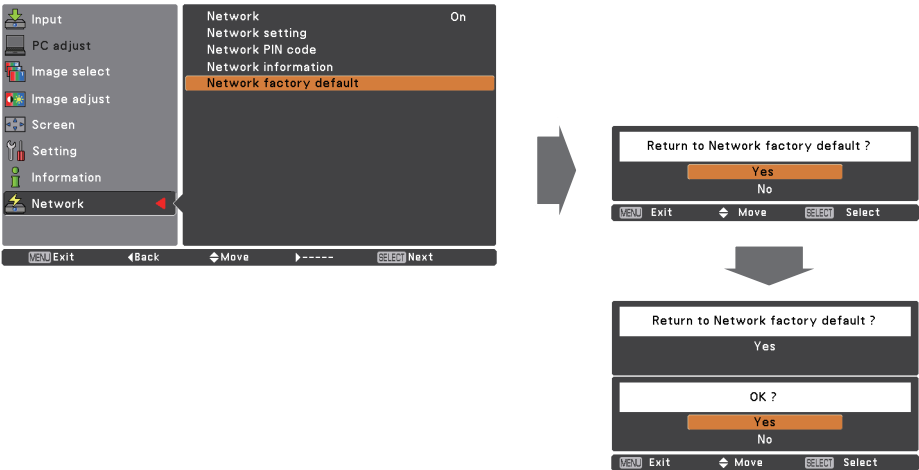 Input
PC adjust
Image select
Image adjust
Screen
Setting
Information
Network
Network On
Network setting
Network PIN code
Network information
Network factory default
MENU Exit Back Move ----- SELECT Next
Return to Network factory default ?
Yes
No
MENU Exit Move SELECT Select
Return to Network factory default ?
Yes
OK ?
Yes
No
MENU Exit Move SELECT Select